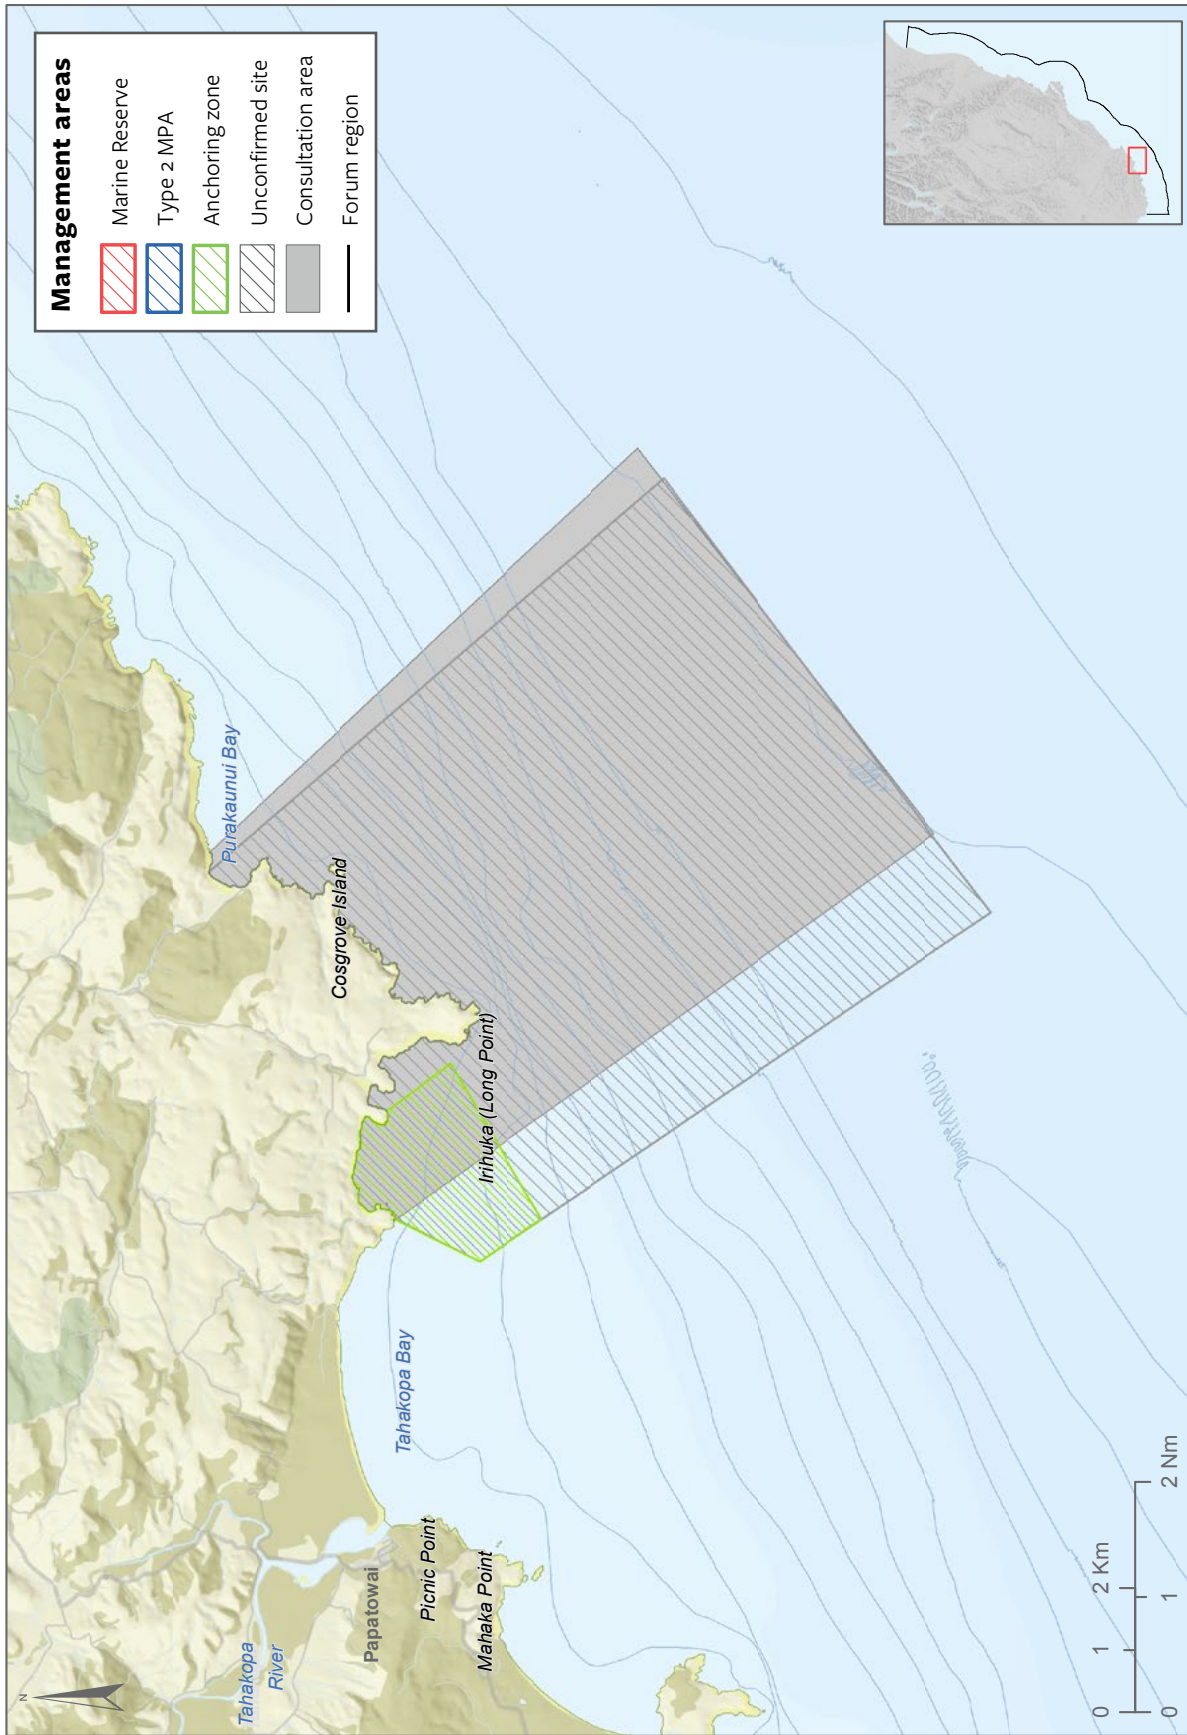 Management areas
Marine Reserve
Type 2 MPA
Anchoring zone
Unconfirmed site
Consultation area
Forum region
Purakaunui Bay
Cosgrove Island
Irihuka (Long Point)
Tahakopa Bay
Tahakopa
River
Papatowai
Picnic Point
Mahaka Point
N
0 1 2 Km
0 1 2 Nm